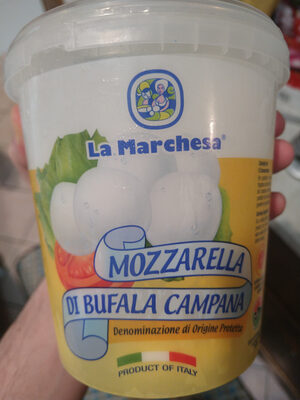 La Marchesa®
MOZZARELLA
DI BUFALA CAMPANA
Denominazione di Origine Protetta
PRODUCT OF ITALY